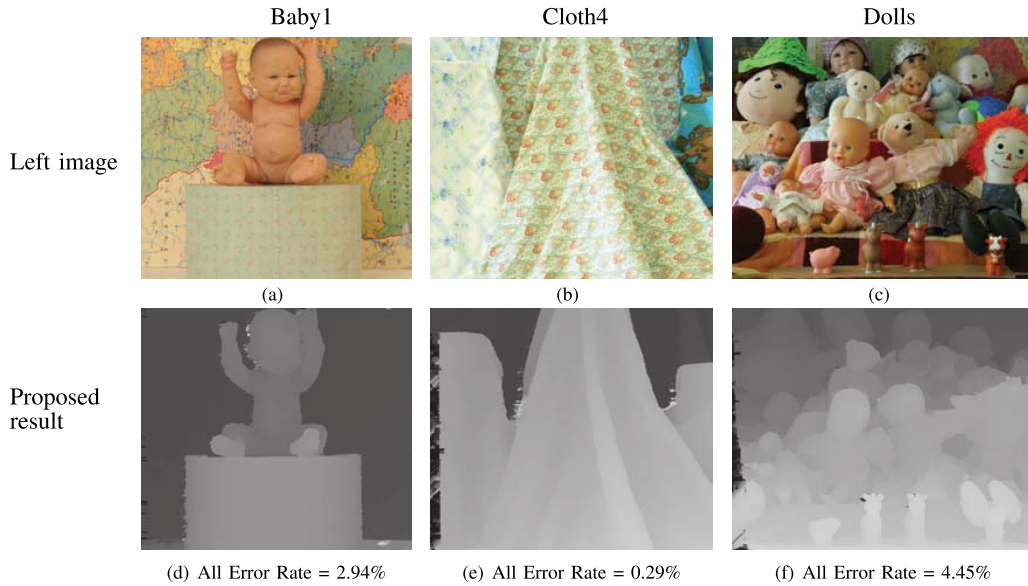 Baby1
Cloth4
Dolls
Left image
(a)
(b)
(c)
Proposed
result
(d) All Error Rate = 2.94%
(e) All Error Rate = 0.29%
(f) All Error Rate = 4.45%